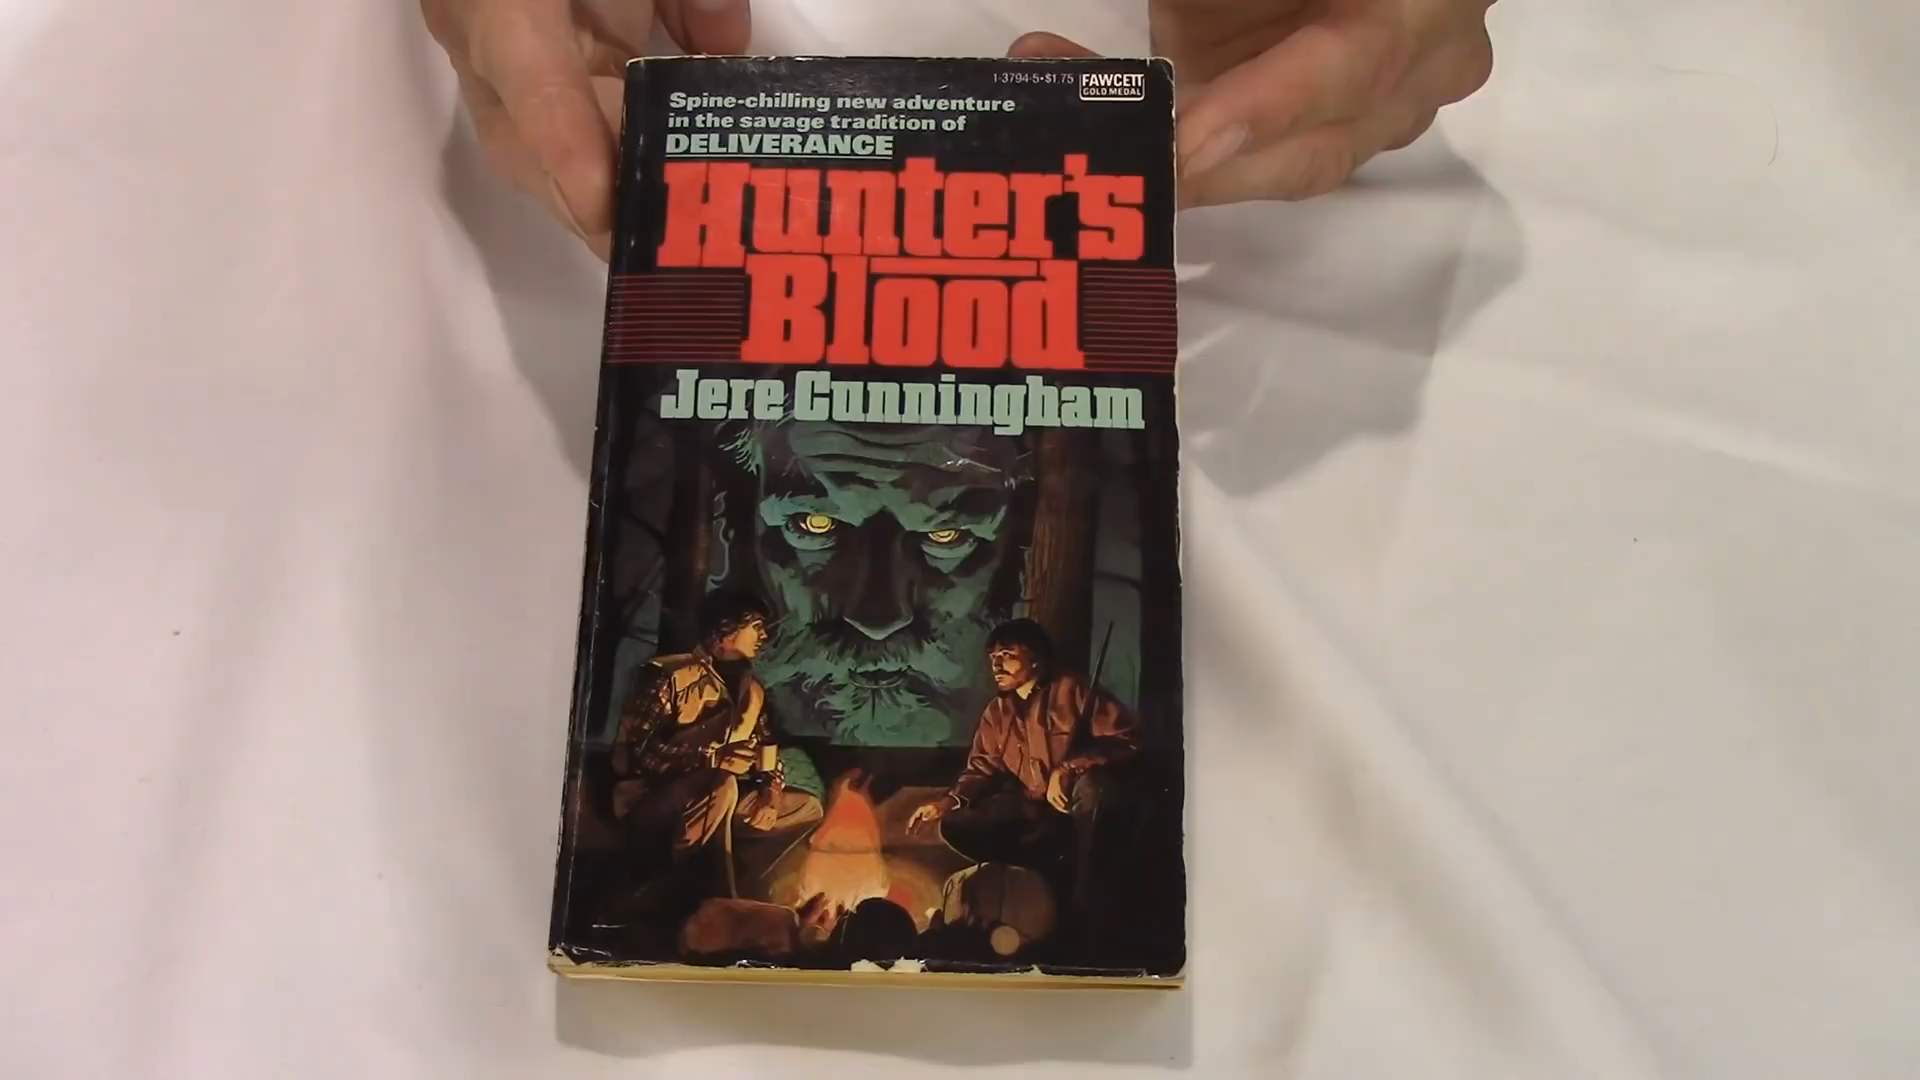 1-3794-5•$1.75
FAWCETT
GOLD MEDAL
Spine-chilling new adventure
in the savage tradition of
DELIVERANCE
Hunter's
Blood
Jere Cunningham